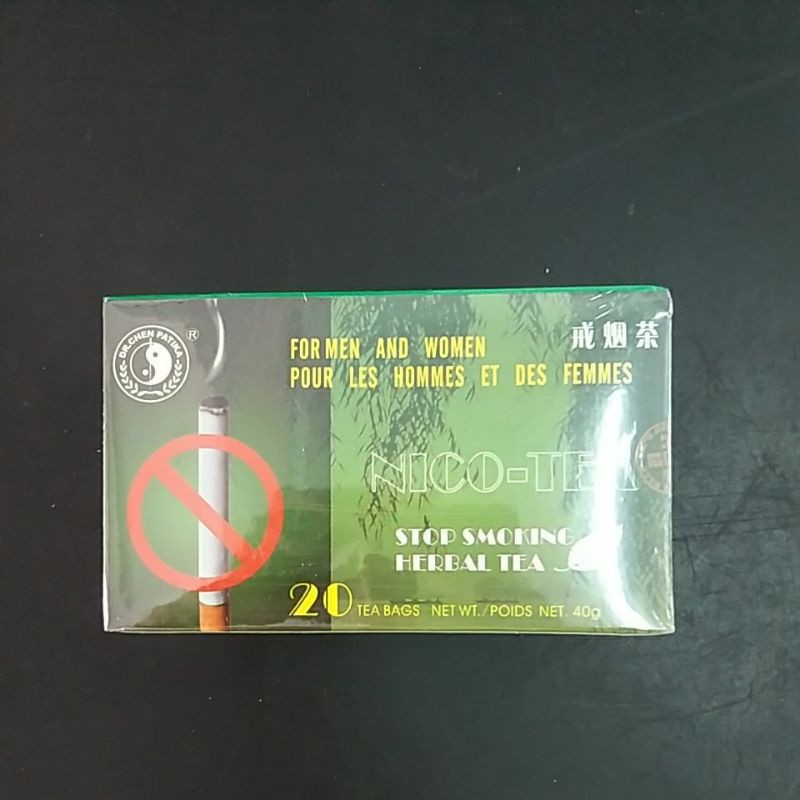 DR.CHEN PATIKA
®
戒烟茶
FOR MEN AND WOMEN
POUR LES HOMMES ET DES FEMMES
NICO-TEA
STOP SMOKING
HERBAL TEA
20 TEA BAGS NET WT./POIDS NET. 40g